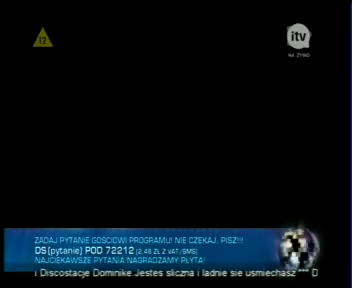 12
itv
NA ŻYWO
ZADAJ PYTANIE GOŚCIOWI PROGRAMU! NIE CZEKAJ, PISZ!!!
DS(pytanie) POD 72212 (2,46 ZŁ Z VAT/SMS)
NAJCIEKAWSZE PYTANIA NAGRADZAMY PŁYTĄ!
i Discostacje Dominike.Jestes sliczna i ladnie sie usmiechasz *** D